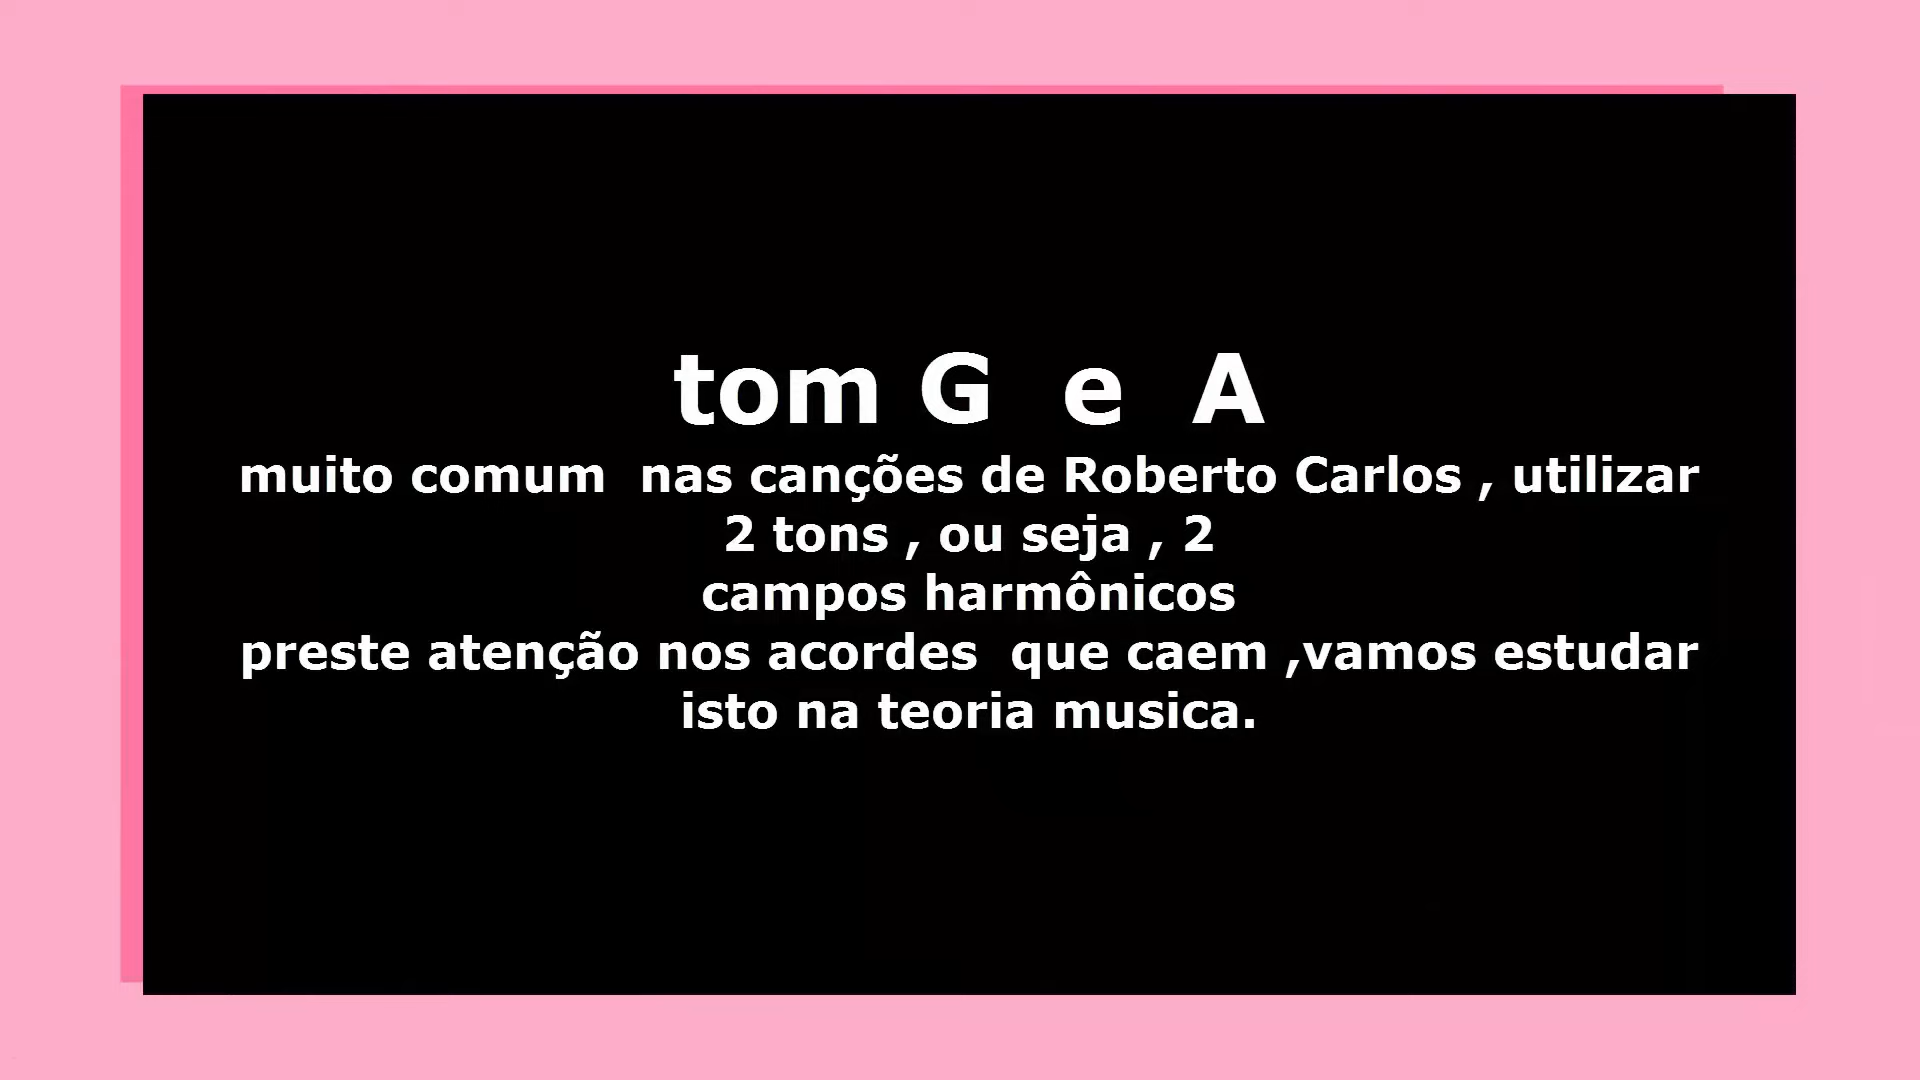 tom G  e  A
muito comum  nas canções de Roberto Carlos , utilizar
2 tons , ou seja , 2
campos harmônicos
preste atenção nos acordes  que caem ,vamos estudar
isto na teoria musica.